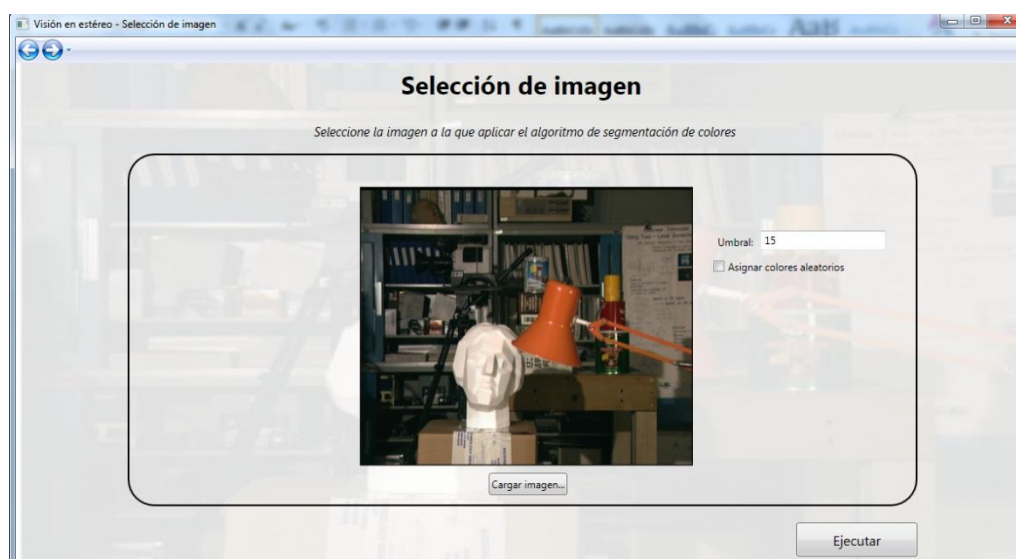 Visión en estéreo - Selección de imagen
Selección de imagen
Seleccione la imagen a la que aplicar el algoritmo de segmentación de colores
Umbral: 15
Asignar colores aleatorios
Cargar imagen...
Ejecutar